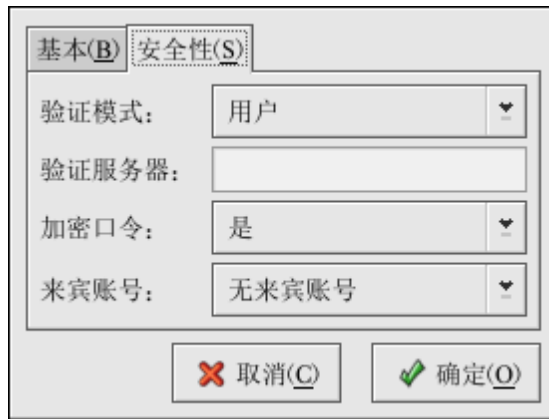 基本(B) 安全性(S)
验证模式： 用户
验证服务器：
加密口令： 是
来宾账号： 无来宾账号
取消(C) 确定(O)